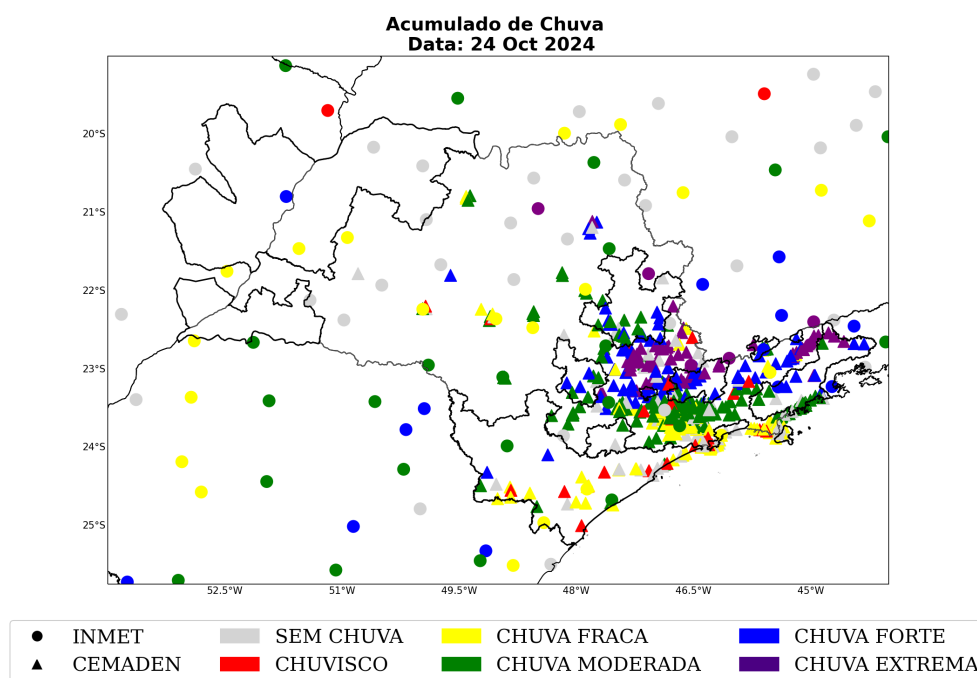 Acumulado de Chuva
Data: 24 Oct 2024
20°S
21°S
22°S
23°S
24°S
25°S
52.5°W 51°W 49.5°W 48°W 46.5°W 45°W
INMET SEM CHUVA CHUVA FRACA CHUVA FORTE
CEMADEN CHUVISCO CHUVA MODERADA CHUVA EXTREMA